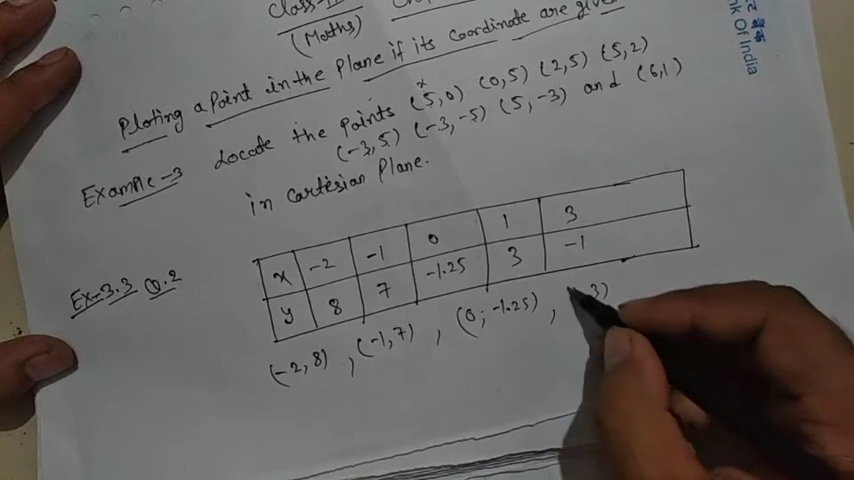 Class-
(Maths)
Ploting a Point in the Plane if its Coordinate are given
Example-3 Locate the points (5,0) (0,5) (2,5) (5,2)
x
(-3,5) (-3,-5) (5,-3) and (6,1)
in Cartesian Plane.
Ex-3.3 Q.2
x -2 -1 0 1 3
y 8 7 -1.25 3 -1
(-2,8) , (-1,7) , (0,-1.25) , 3)
nk Of India